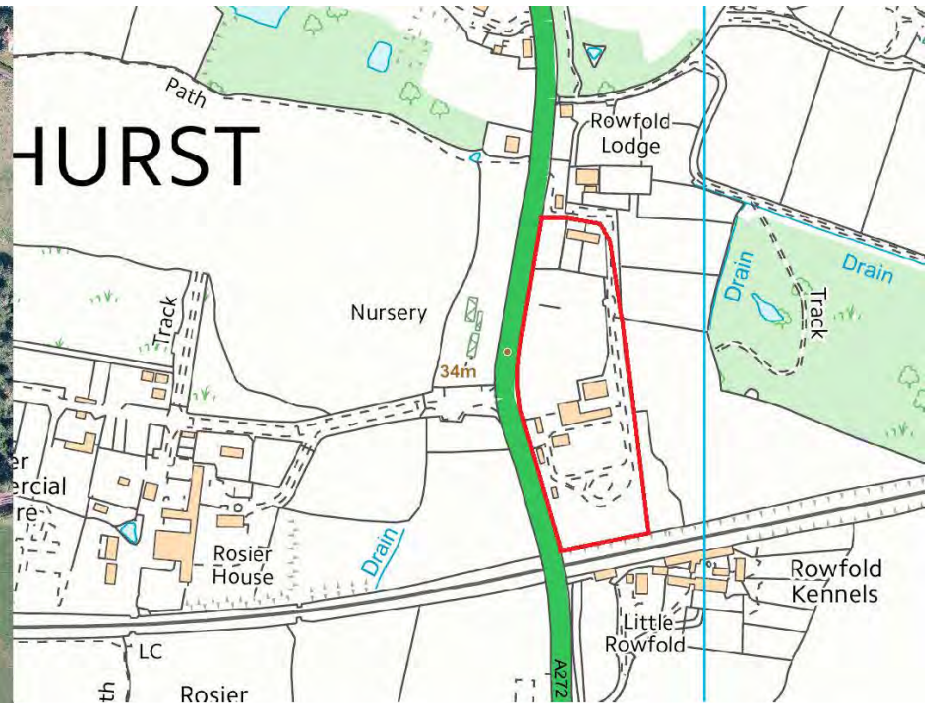 Path
HURST
Rowfold
Lodge
Drain
Drain
Track
Nursery
Track
34m
er
ercial
re
Rosier
House
Drain
Rowfold
Kennels
Little
Rowfold
LC
A272
th
Rosier